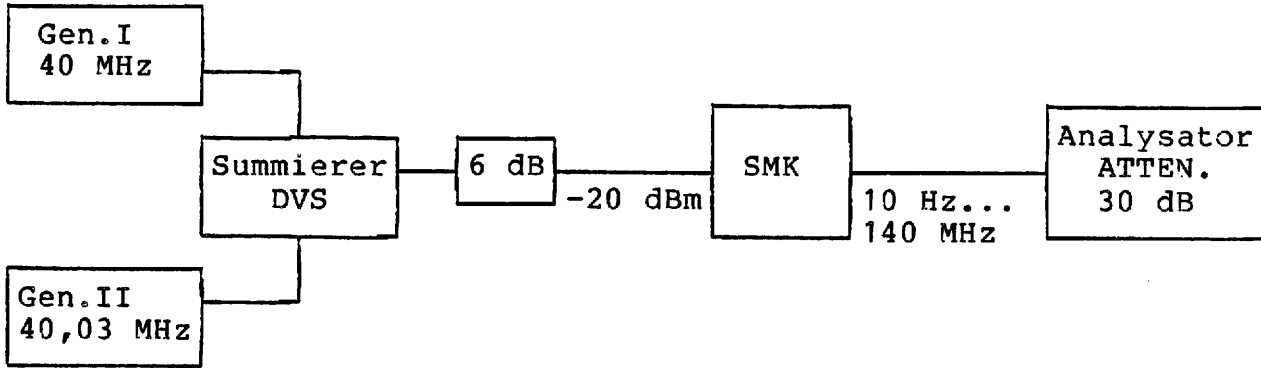 Gen.I
40 MHz
Summierer
DVS
6 dB
-20 dBm
SMK
10 Hz...
140 MHz
Analysator
ATTEN.
30 dB
Gen.II
40,03 MHz